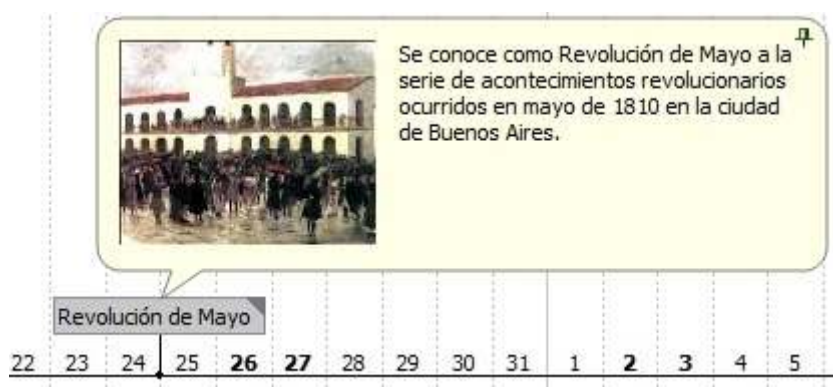 Se conoce como Revolución de Mayo a la
serie de acontecimientos revolucionarios
ocurridos en mayo de 1810 en la ciudad
de Buenos Aires.
Revolución de Mayo
22 23 24 25 26 27 28 29 30 31 1 2 3 4 5